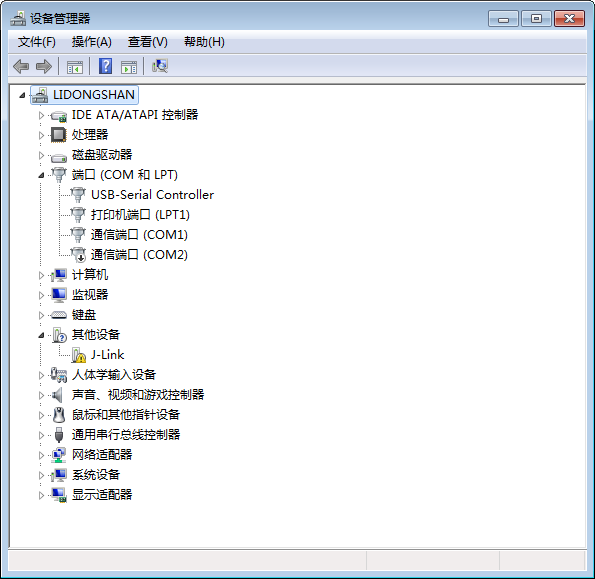 设备管理器
文件(F) 操作(A) 查看(V) 帮助(H)
LIDONGSHAN
IDE ATA/ATAPI 控制器
处理器
磁盘驱动器
端口 (COM 和 LPT)
USB-Serial Controller
打印机端口 (LPT1)
通信端口 (COM1)
通信端口 (COM2)
计算机
监视器
键盘
其他设备
J-Link
人体学输入设备
声音、视频和游戏控制器
鼠标和其他指针设备
通用串行总线控制器
网络适配器
系统设备
显示适配器